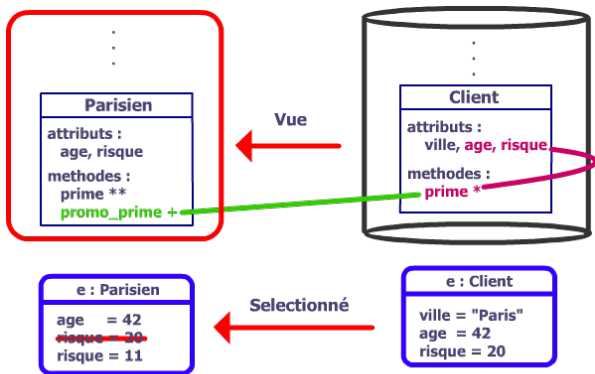 Parisien
attributs :
age, risque
methodes :
prime **
promo_prime +
Vue
Client
attributs :
ville, age, risque
methodes :
prime *
e : Parisien
age = 42
risque = 20
risque = 11
Selectionné
e : Client
ville = "Paris"
age = 42
risque = 20